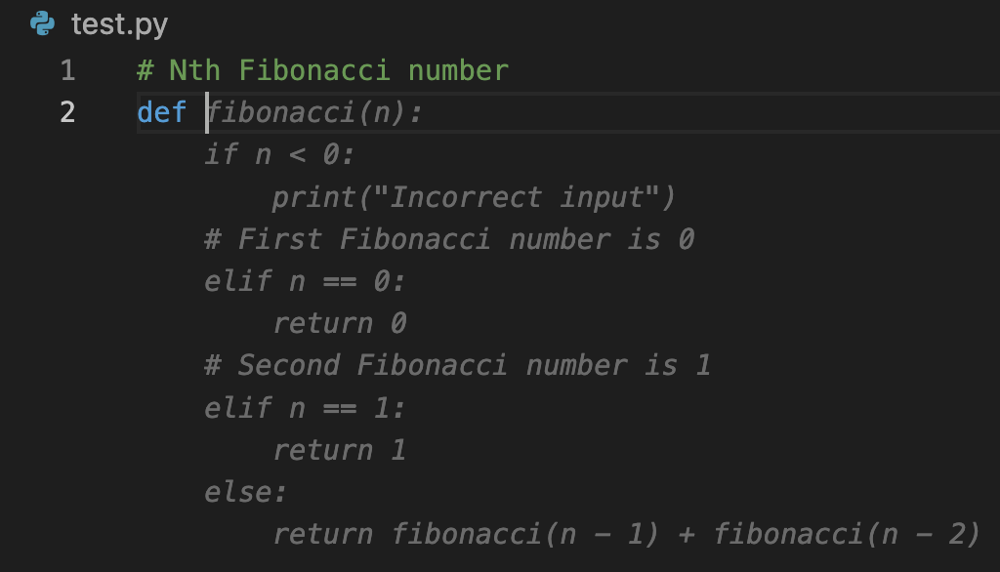 test.py
1 # Nth Fibonacci number
2 def fibonacci(n):
    if n < 0:
        print("Incorrect input")
    # First Fibonacci number is 0
    elif n == 0:
        return 0
    # Second Fibonacci number is 1
    elif n == 1:
        return 1
    else:
        return fibonacci(n - 1) + fibonacci(n - 2)